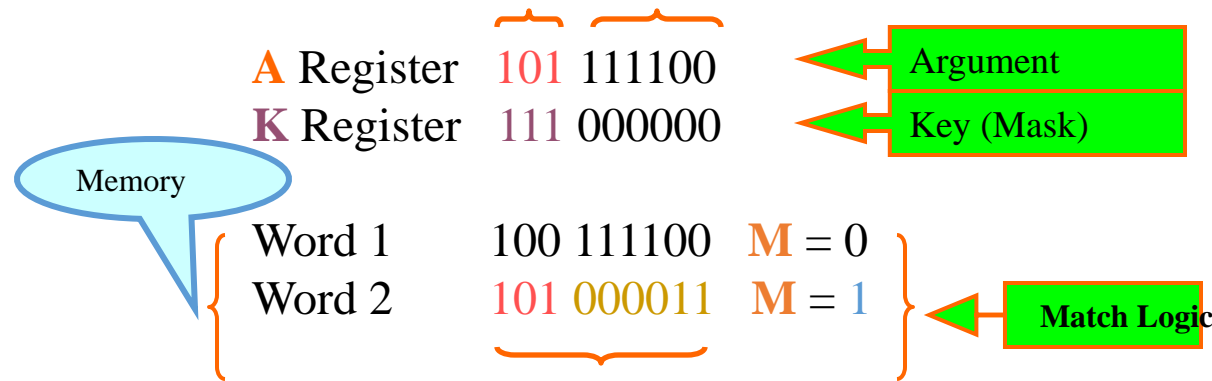 A Register 101 111100
Argument
K Register 111 000000
Key (Mask)
Memory
Word 1 100 111100 M = 0
Word 2 101 000011 M = 1
Match Logic